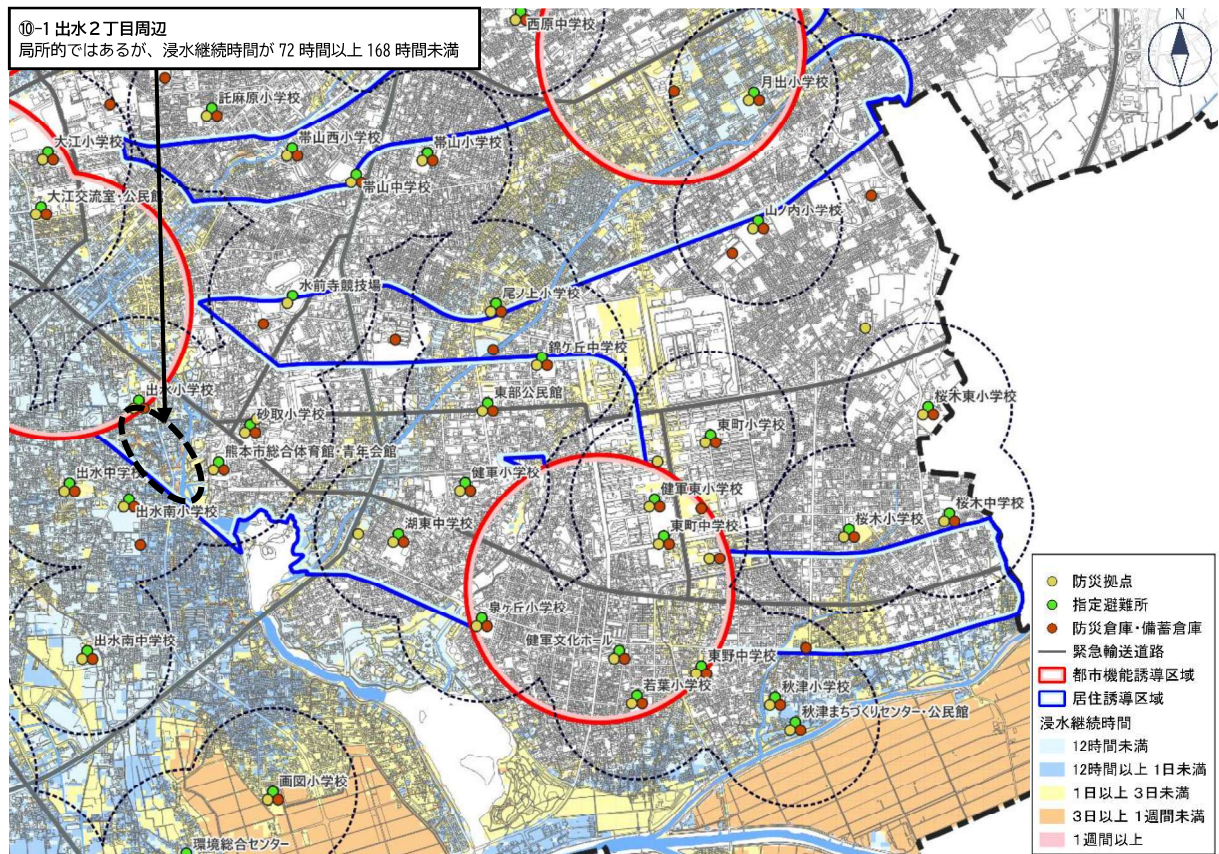 ⑩-1 出水２丁目周辺
局所的ではあるが、浸水継続時間が 72 時間以上 168 時間未満
西原中学校
N
託麻原小学校
月出小学校
大江小学校
帯山西小学校
帯山小学校
帯山中学校
大江交流室・公民館
山ノ内小学校
水前寺競技場
尾ノ上小学校
錦ケ丘中学校
出水小学校
砂取小学校
東部公民館
桜木東小学校
東町小学校
熊本市総合体育館・青年会館
出水中学校
健軍小学校
健軍東小学校
出水南小学校
湖東中学校
東町中学校
桜木小学校
桜木中学校
泉ヶ丘小学校
健軍文化ホール
出水南中学校
東野中学校
若葉小学校
秋津小学校
秋津まちづくりセンター・公民館
画図小学校
環境総合センター
防災拠点
指定避難所
防災倉庫・備蓄倉庫
緊急輸送道路
都市機能誘導区域
居住誘導区域
浸水継続時間
12時間未満
12時間以上 1日未満
1日以上 3日未満
3日以上 1週間未満
1週間以上